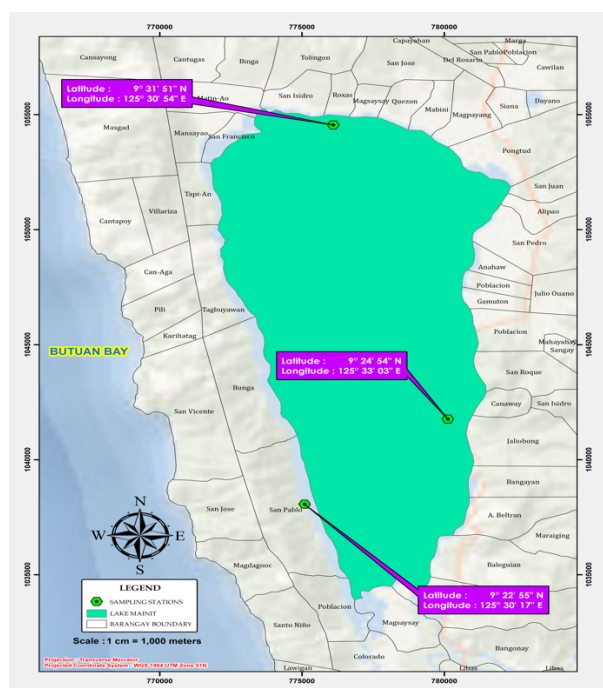 770000 775000 780000
Capayahan Marga
Cansayong Cantugas Binga Tolingon San Jose Del Rosario San Pablo Poblacion
Cawilan
Latitude : 9° 31' 51" N
Longitude : 125° 30' 54" E
Matin-Ao San Isidro Roxas Magsaysay Quezon Mabini Siana Dayano
Magpayang
1055000 1055000
Masgad Mansayao San Francisco
Pongtud
Tapi-An San Juan
Alipao
Villariza
Cantapoy
1050000 1050000
San Pedro
Anahaw
Can-Aga Poblacion
Julio Ouano
Gamuton
Pili Tagbuyawan
Karihatag Poblacion
Mahayahay
Sangay
1045000 1045000
BUTUAN BAY
Latitude : 9° 24' 54" N
Longitude : 125° 33' 03" E
San Roque
Bunga
Canaway San Isidro
San Vicente
Jaliobong
1040000 1040000
Bangayan
San Jose San Pablo A. Beltran
N
W E
S
Maraiging
Magdagooc Baleguian
1035000 1035000
LEGEND
SAMPLING STATIONS
LAKE MAINIT
BARANGAY BOUNDARY
Latitude : 9° 22' 55" N
Longitude : 125° 30' 17" E
Poblacion
Magsaysay
Santo Niño
Scale : 1 cm = 1,000 meters
Bangonay
Colorado
Projection : Transverse Mercator
Projected Coordinate System : WGS 1984 UTM Zone 51N
Lawigan Libas Libas
770000 775000 780000